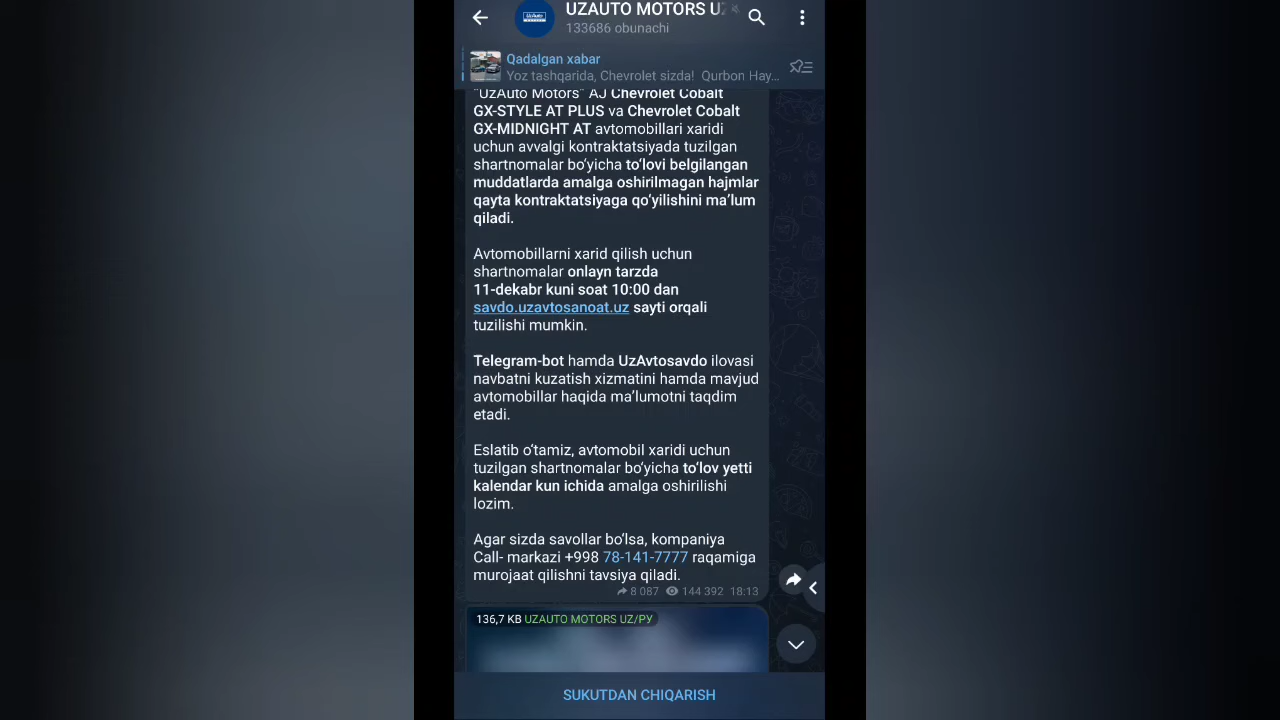 UZAUTO MOTORS UZ
133686 obunachi
Qadalgan xabar
Yoz tashqarida, Chevrolet sizda! Qurbon Hay...
"UzAuto Motors" AJ Chevrolet Cobalt
GX-STYLE AT PLUS va Chevrolet Cobalt
GX-MIDNIGHT AT avtomobillari xaridi
uchun avvalgi kontraktatsiyada tuzilgan
shartnomalar bo‘yicha to‘lovi belgilangan
muddatlarda amalga oshirilmagan hajmlar
qayta kontraktatsiyaga qo‘yilishini ma’lum
qiladi.
Avtomobillarni xarid qilish uchun
shartnomalar onlayn tarzda
11-dekabr kuni soat 10:00 dan
savdo.uzavtosanoat.uz sayti orqali
tuzilishi mumkin.
Telegram-bot hamda UzAvtosavdo ilovasi
navbatni kuzatish xizmatini hamda mavjud
avtomobillar haqida ma’lumotni taqdim
etadi.
Eslatib o‘tamiz, avtomobil xaridi uchun
tuzilgan shartnomalar bo‘yicha to‘lov yetti
kalendar kun ichida amalga oshirilishi
lozim.
Agar sizda savollar bo‘lsa, kompaniya
Call- markazi +998 78-141-7777 raqamiga
murojaat qilishni tavsiya qiladi.
8 087 144 392 18:13
136,7 KB UZAUTO MOTORS UZ/РУ
SUKUTDAN CHIQARISH